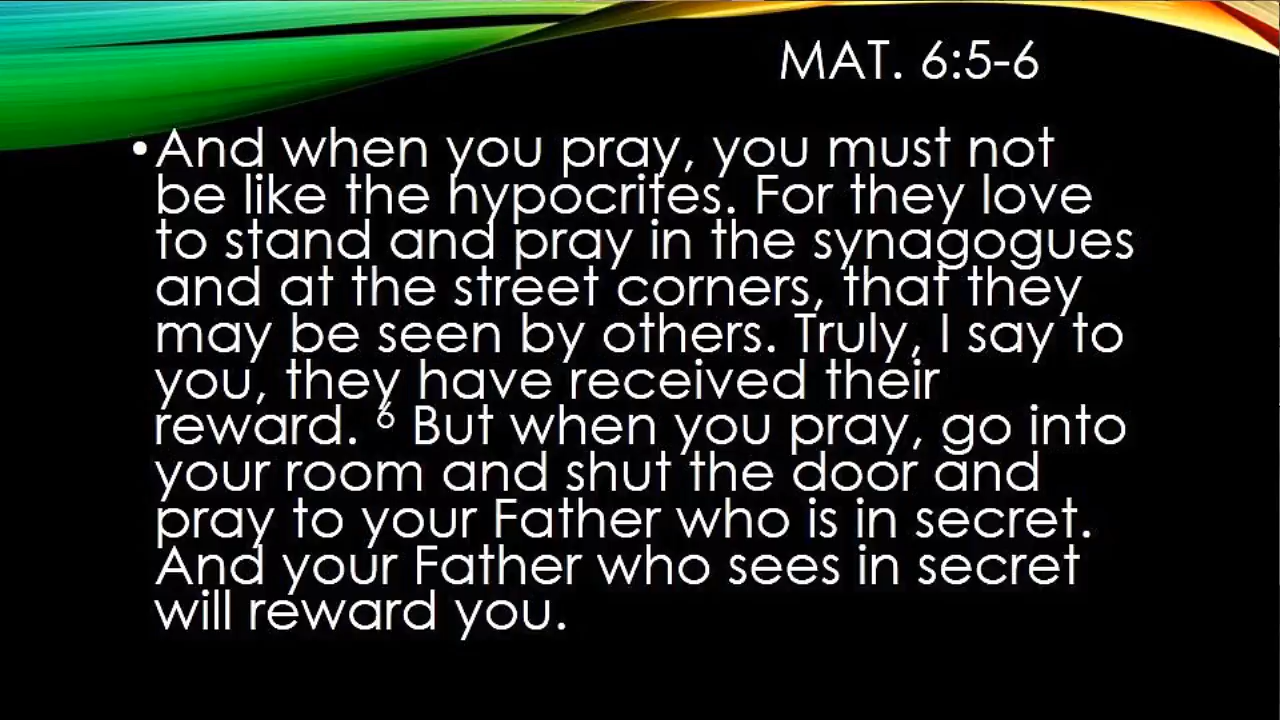 MAT. 6:5-6
•And when you pray, you must not
be like the hypocrites. For they love
to stand and pray in the synagogues
and at the street corners, that they
may be seen by others. Truly, I say to
you, they have received their
reward. ⁶ But when you pray, go into
your room and shut the door and
pray to your Father who is in secret.
And your Father who sees in secret
will reward you.